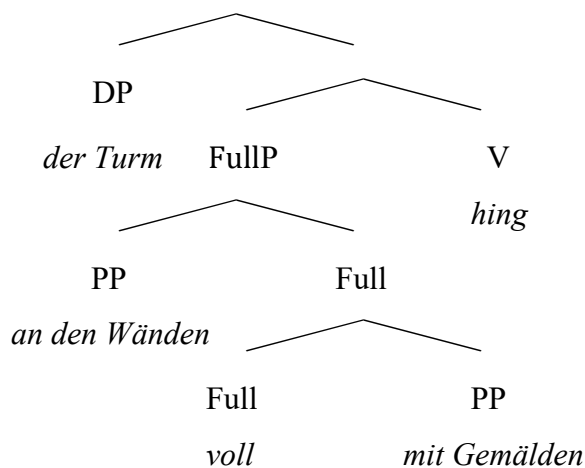 DP
der Turm FullP V
hing
PP Full
an den Wänden
Full PP
voll mit Gemälden